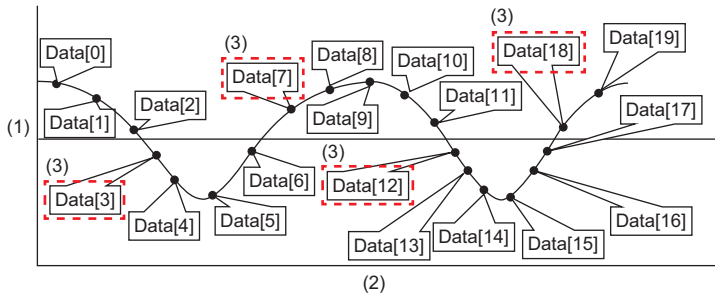 (3)
(3)
Data[0]
Data[8]
Data[10]
Data[18]
Data[19]
Data[7]
Data[2]
Data[11]
Data[17]
Data[1]
Data[9]
(1)
(3)
(3)
Data[6]
Data[3]
Data[12]
Data[4]
Data[5]
Data[16]
Data[13]
Data[14]
Data[15]
(2)